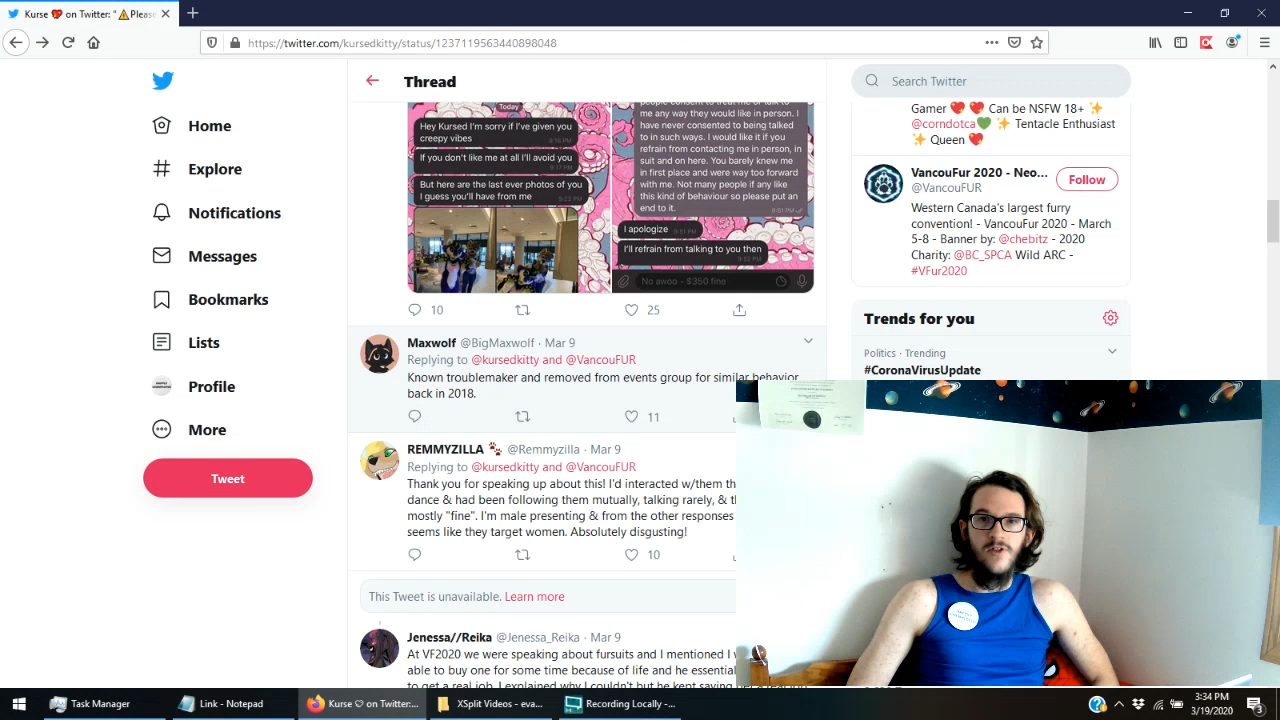 Kurse on Twitter: "⚠Please
https://twitter.com/kursedkitty/status/1237119563440898048
Home
Explore
Notifications
Messages
Bookmarks
Lists
Profile
More
Tweet
Thread
Today
Hey Kursed I'm sorry if I've given you
creepy vibes
If you don't like me at all I'll avoid you
9:17 PM
But here are the last ever photos of you
I guess you'll have from me
people consent to treat me or talk to
me any way they would like in person. I
have never consented to being talked
to in such ways. I would like it if you
refrain from contacting me in person, in
suit and on here. You barely knew me
in first place and were way too forward
with me. Not many people if any like
this kind of behaviour so please put an
end to it.
I apologize
I'll refrain from talking to you then
No awoo - $350 fine
10
25
Maxwolf @BigMaxwolf · Mar 9
Replying to @kursedkitty and @VancouFUR
Known troublemaker and removed from events group for similar behavior
back in 2018.
11
REMMYZILLA @Remmyzilla · Mar 9
Replying to @kursedkitty and @VancouFUR
Thank you for speaking up about this! I'd interacted w/them th
dance & had been following them mutually, talking rarely, & th
mostly "fine". I'm male presenting & from the other responses
seems like they target women. Absolutely disgusting!
10
This Tweet is unavailable. Learn more
Jenessa//Reika @Jenessa_Reika · Mar 9
At VF2020 we were speaking about fursuits and I mentioned I w
able to buy one for some time because of life and he essential
Search Twitter
Gamer ❤ ❤ Can be NSFW 18+ ✨
@corndotca💚 ✨ Tentacle Enthusiast
✨ Queen ❤
VancouFur 2020 - Neo...
@VancouFUR
Follow
Western Canada's largest furry
convention! - VancouFur 2020 - March
5-8 - Banner by: @chebitz - 2020
Charity: @BC_SPCA Wild ARC -
#VFur2020
Trends for you
Politics · Trending
#CoronaVirusUpdate
Task Manager
Link - Notepad
Kurse ♡ on Twitter:...
XSplit Videos - eva...
Recording Locally -...
3:34 PM
3/19/2020